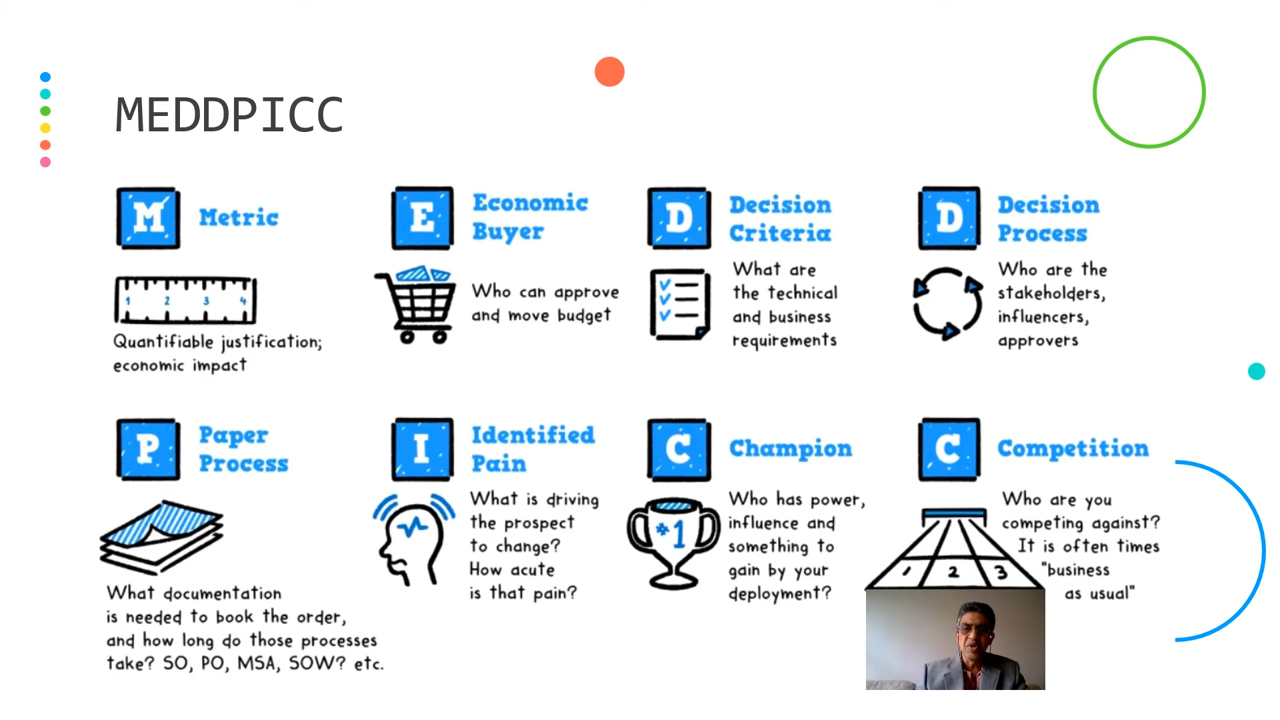 MEDDPICC
M
Metric
1 2 3 4
Quantifiable justification;
economic impact
E
Economic
Buyer
Who can approve
and move budget
D
Decision
Criteria
What are
the technical
and business
requirements
D
Decision
Process
Who are the
stakeholders,
influencers,
approvers
P
Paper
Process
What documentation
is needed to book the order,
and how long do those processes
take? SO, PO, MSA, SOW? etc.
I
Identified
Pain
What is driving
the prospect
to change?
How acute
is that pain?
C
Champion
#1
Who has power,
influence and
something to
gain by your
deployment?
C
Competition
1 2 3
Who are you
competing against?
It is often times
"business
as usual"